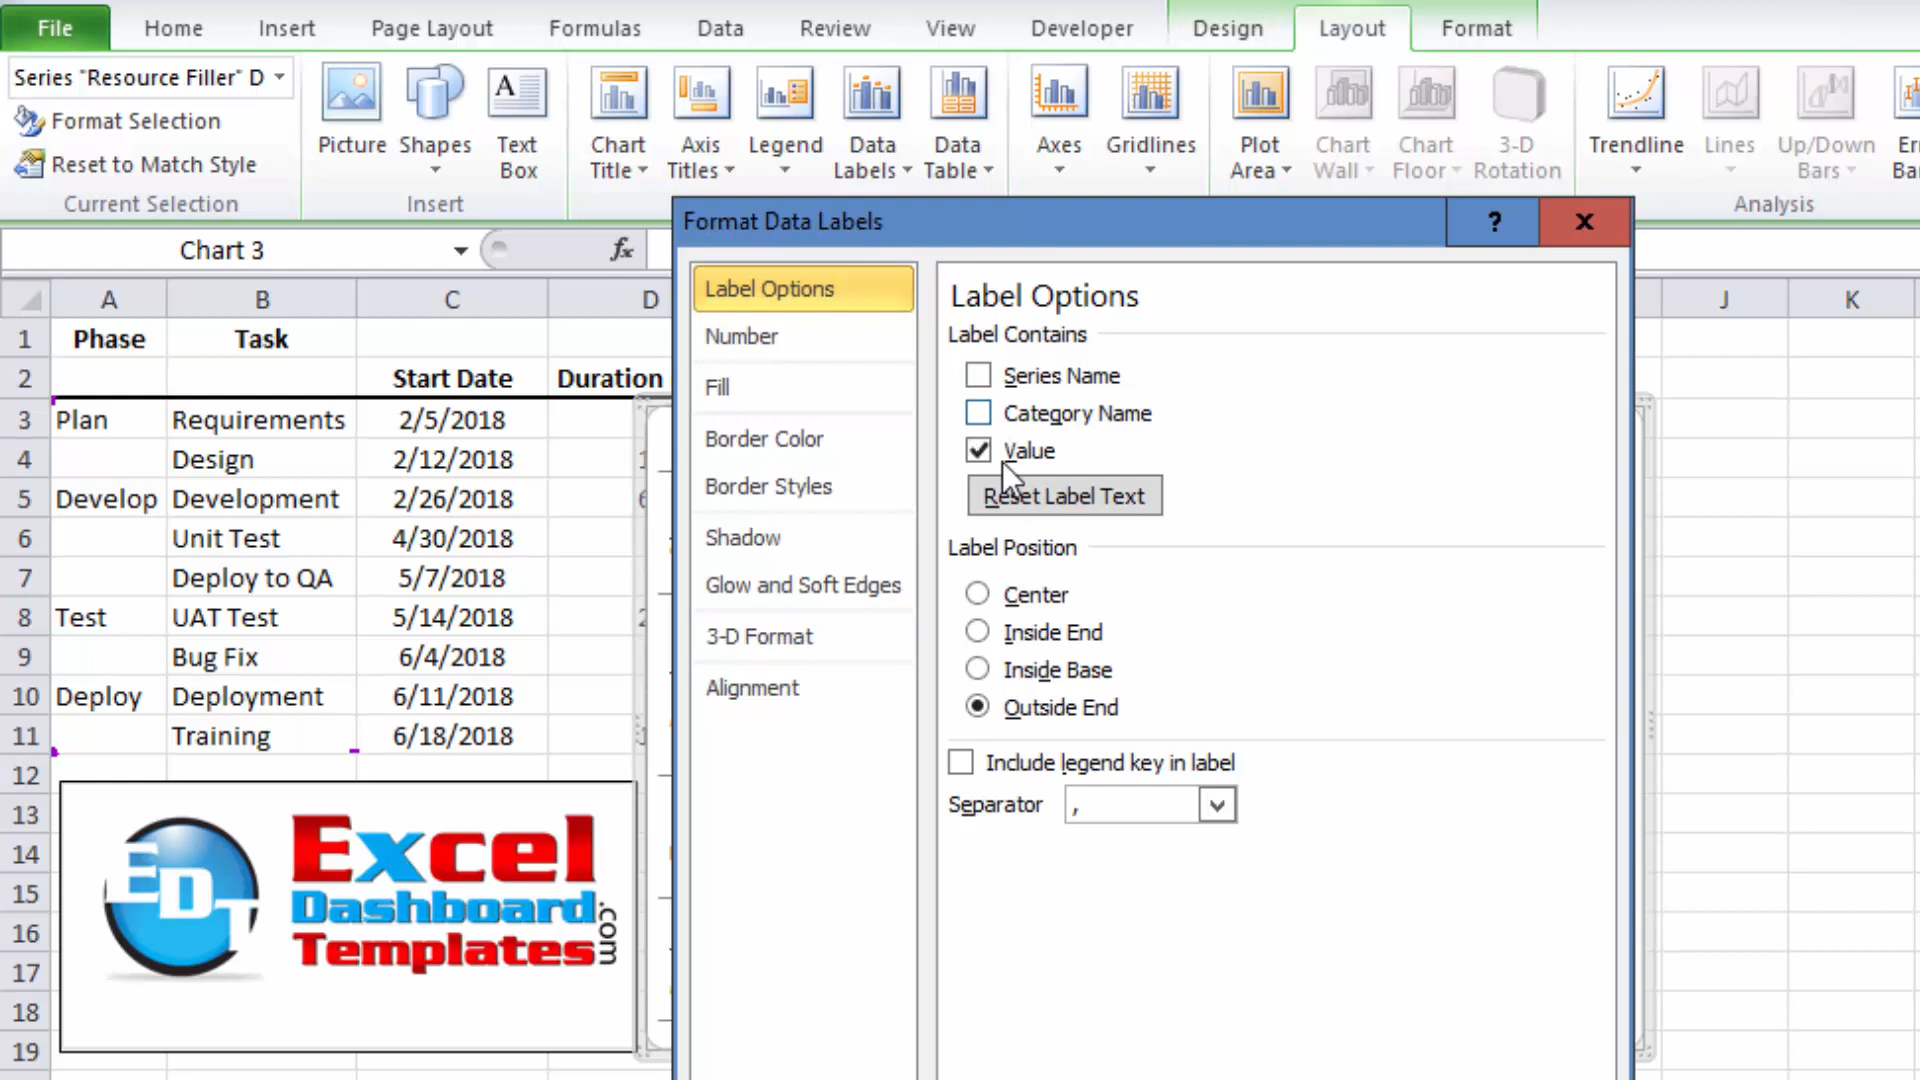 File Home Insert Page Layout Formulas Data Review View Developer Design Layout Format
Series "Resource Filler" D
Format Selection
Reset to Match Style
Current Selection
Picture Shapes Text Box
Insert
Chart Title Axis Titles Legend Data Labels Data Table
Axes Gridlines
Plot Area Chart Wall Chart Floor 3-D Rotation
Trendline Lines Up/Down Bars
Analysis
Chart 3 fx
A B C D J K
1 Phase Task
2 Start Date Duration
3 Plan Requirements 2/5/2018
4 Design 2/12/2018
5 Develop Development 2/26/2018
6 Unit Test 4/30/2018
7 Deploy to QA 5/7/2018
8 Test UAT Test 5/14/2018
9 Bug Fix 6/4/2018
10 Deploy Deployment 6/11/2018
11 Training 6/18/2018
12
13
14
15
16
17
18
19
EDT
Excel
Dashboard
Templates
.com
Format Data Labels ?
Label Options
Number
Fill
Border Color
Border Styles
Shadow
Glow and Soft Edges
3-D Format
Alignment
Label Options
Label Contains
Series Name
Category Name
Value
Reset Label Text
Label Position
Center
Inside End
Inside Base
Outside End
Include legend key in label
Separator ,